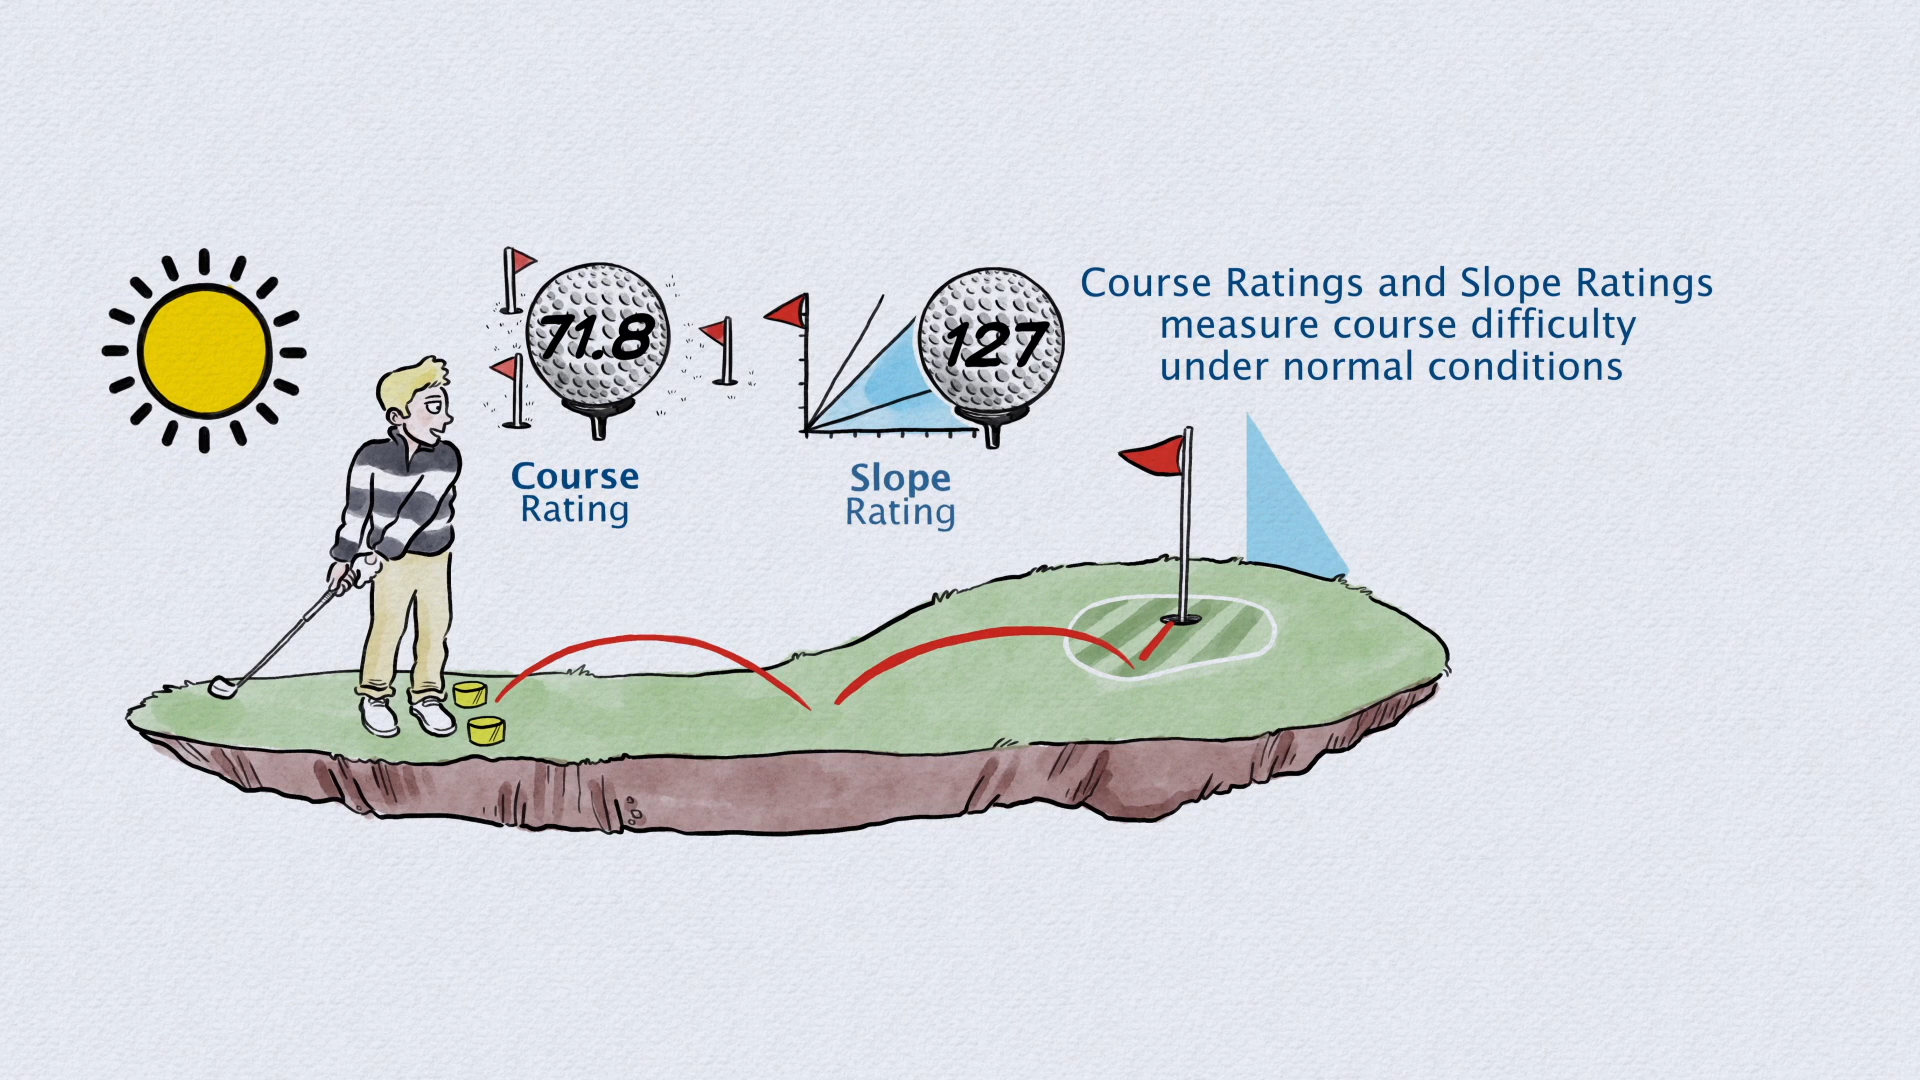 71.8
Course
Rating
127
Slope
Rating
Course Ratings and Slope Ratings
measure course difficulty
under normal conditions